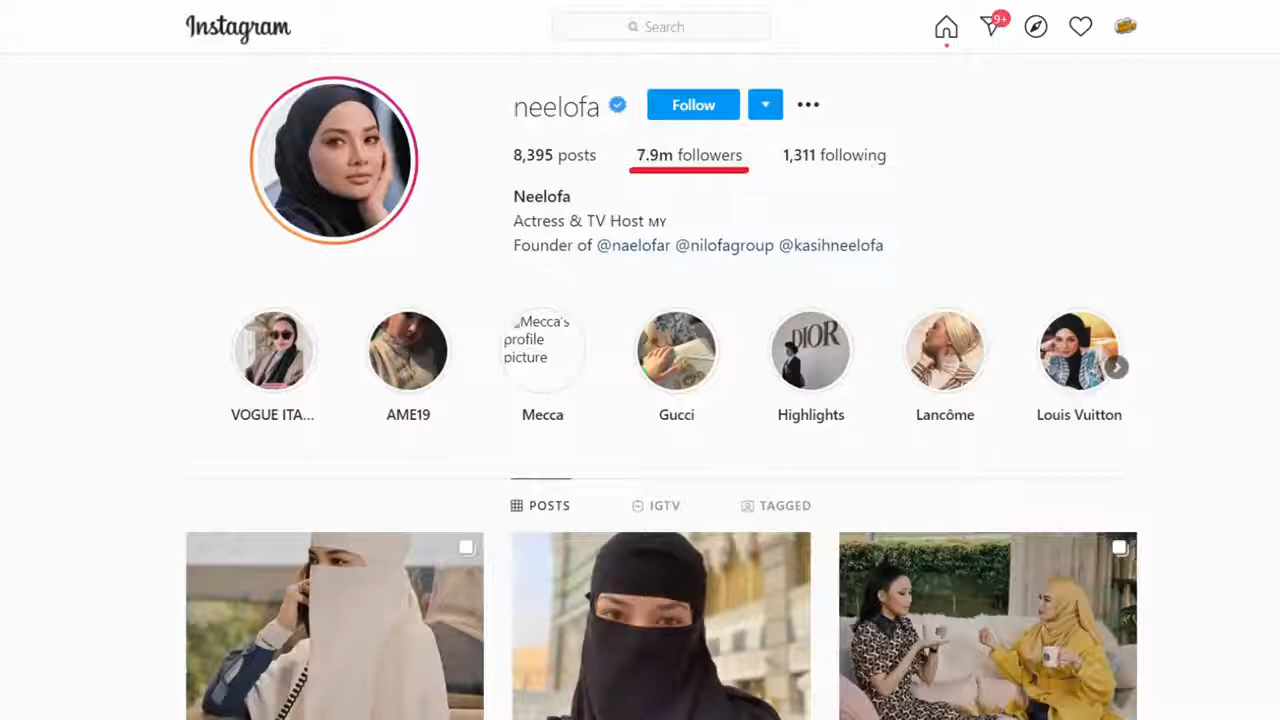 Instagram
Search
9+
neelofa
Follow
8,395 posts 7.9m followers 1,311 following
Neelofa
Actress & TV Host MY
Founder of @naelofar @nilofagroup @kasihneelofa
Mecca's
profile
picture
DIOR
VOGUE ITA... AME19 Mecca Gucci Highlights Lancôme Louis Vuitton
POSTS IGTV TAGGED